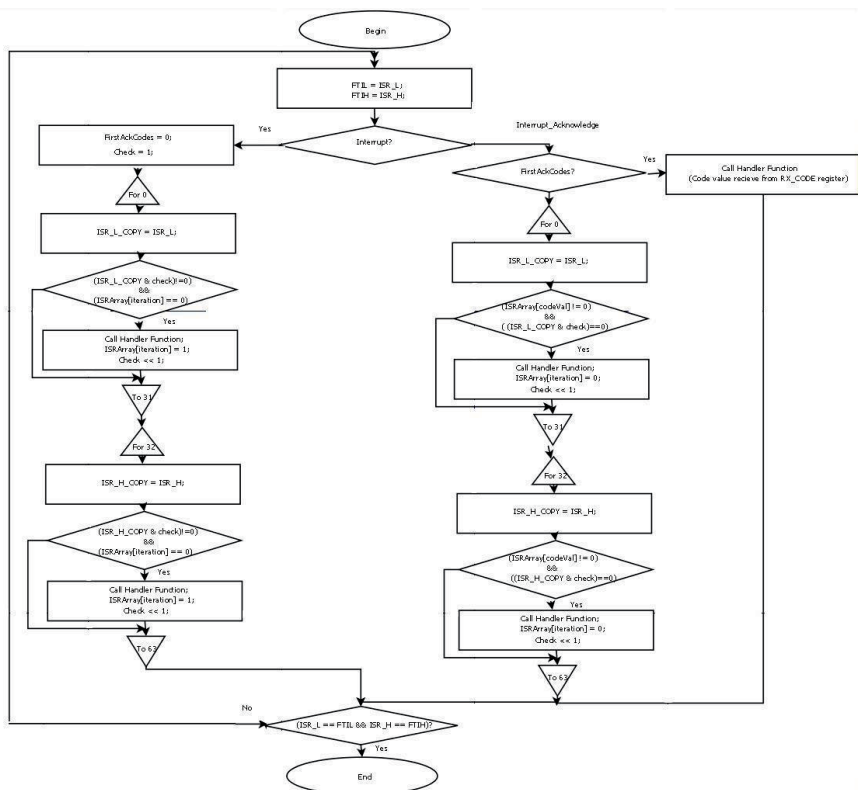 Begin
FTIL = ISR_L;
FTIH = ISR_H;
Interrupt?
Yes
FirstAckCodes = 0;
Check = 1;
For 0
ISR_L_COPY = ISR_L;
(ISR_L_COPY & check)!=0)
&&
(ISRArray[iteration] == 0)
Yes
Call Handler Function;
ISRArray[iteration] = 1;
Check << 1;
To 31
For 32
ISR_H_COPY = ISR_H;
(ISR_H_COPY & check)!=0)
&&
(ISRArray[iteration] == 0)
Yes
Call Handler Function;
ISRArray[iteration] = 1;
Check << 1;
To 63
Interrupt_Acknowledge
FirstAckCodes?
Yes
Call Handler Function
(Code value recieve from RX_CODE register)
For 0
ISR_L_COPY = ISR_L;
(ISRArray[codeVal] != 0)
&&
( (ISR_L_COPY & check)==0)
Yes
Call Handler Function;
ISRArray[iteration] = 0;
Check << 1;
To 31
For 32
ISR_H_COPY = ISR_H;
(ISRArray[codeVal] != 0)
&&
((ISR_H_COPY & check)==0)
Yes
Call Handler Function;
ISRArray[iteration] = 0;
Check << 1;
To 63
No
(ISR_L == FTIL && ISR_H == FTIH)?
Yes
End